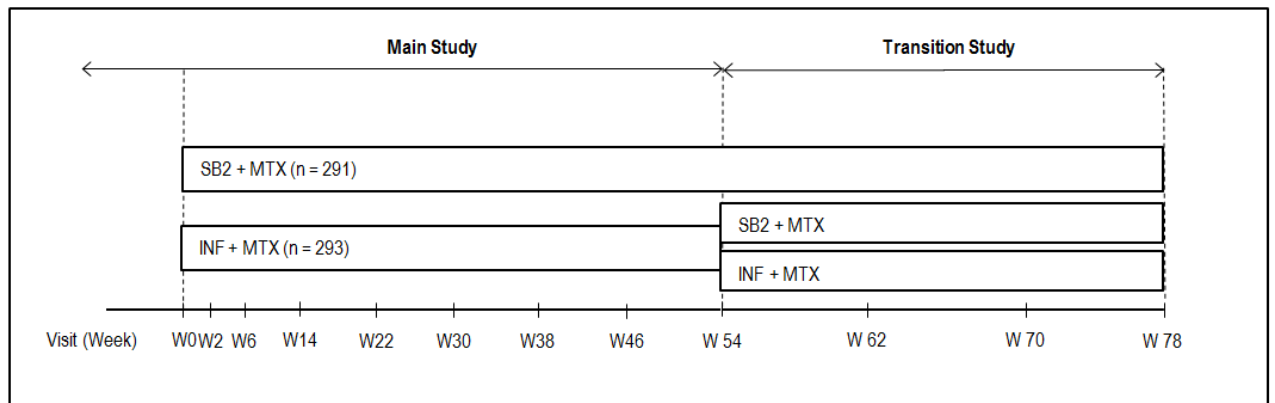 Main Study
Transition Study
SB2 + MTX (n = 291)
SB2 + MTX
INF + MTX (n = 293)
INF + MTX
Visit (Week) W0 W2 W6 W14 W22 W30 W38 W46 W 54 W 62 W 70 W 78